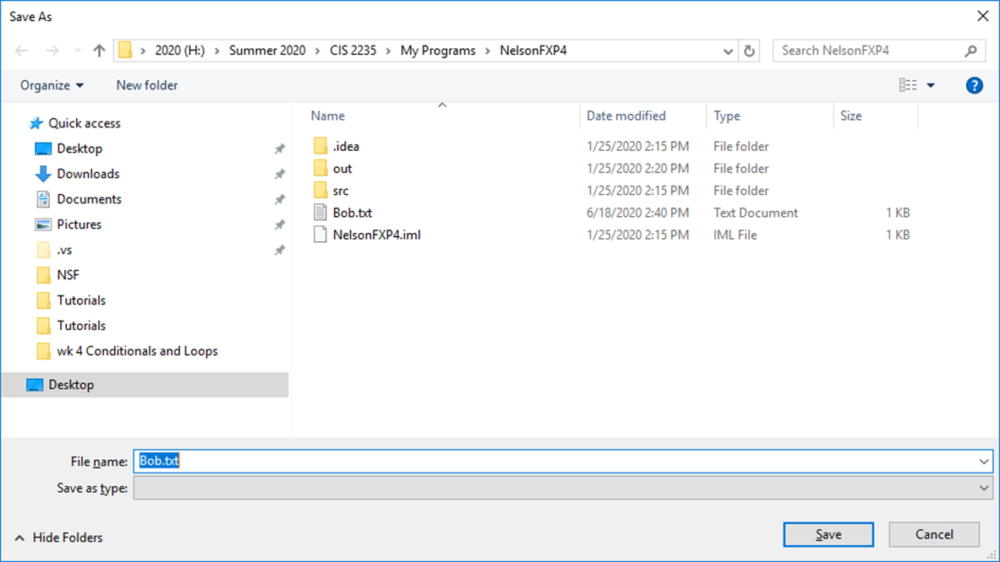 Save As
2020 (H:) Summer 2020 CIS 2235 My Programs NelsonFXP4 Search NelsonFXP4
Organize New folder ?
Name Date modified Type Size
Quick access
Desktop
Downloads
Documents
Pictures
.vs
NSF
Tutorials
Tutorials
wk 4 Conditionals and Loops
Desktop
.idea 1/25/2020 2:15 PM File folder
out 1/25/2020 2:20 PM File folder
src 1/25/2020 2:15 PM File folder
Bob.txt 6/18/2020 2:40 PM Text Document 1 KB
NelsonFXP4.iml 1/25/2020 2:15 PM IML File 1 KB
File name: Bob.txt
Save as type:
Hide Folders Save Cancel